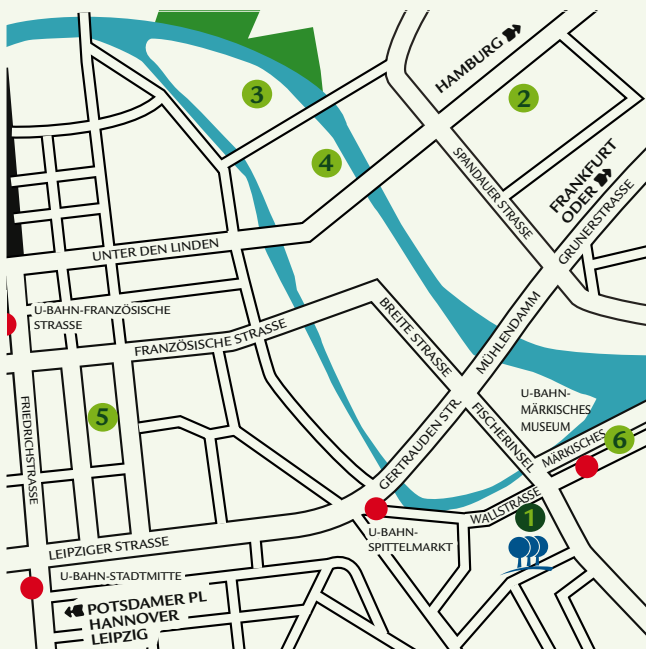 HAMBURG
3
2
4
SPANDAUER STRASSE
FRANKFURT
ODER
GRUNERSTRASSE
UNTER DEN LINDEN
U-BAHN-FRANZÖSISCHE
STRASSE
BREITE STRASSE
MÜHLENDAMM
FRANZÖSISCHE STRASSE
FRIEDRICHSTRASSE
5
U-BAHN-
MÄRKISCHES
MUSEUM
GERTRAUDEN STR.
FISCHERINSEL
MÄRKISCHES
6
WALLSTRASSE
1
U-BAHN-
SPITTELMARKT
LEIPZIGER STRASSE
U-BAHN-STADTMITTE
POTSDAMER PL
HANNOVER
LEIPZIG